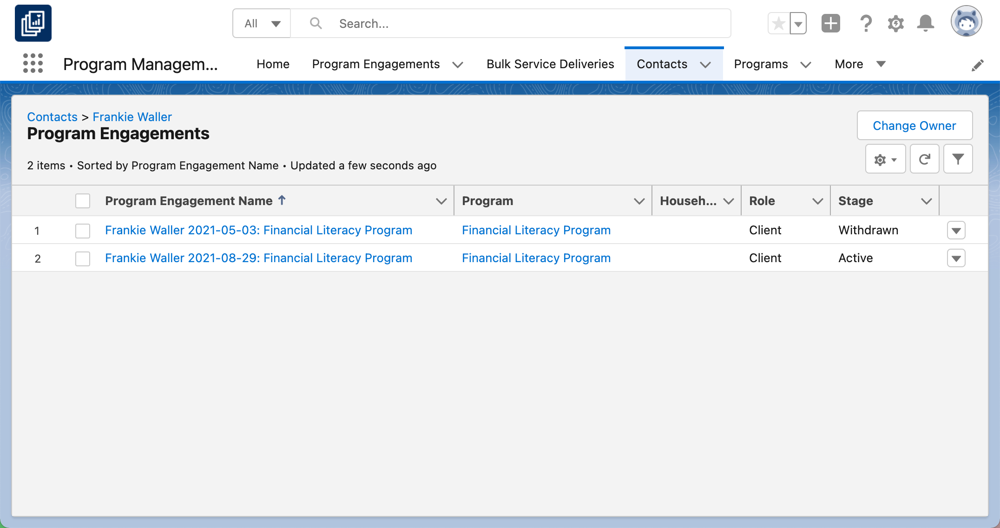 All Search...
Program Managem... Home Program Engagements Bulk Service Deliveries Contacts Programs More
Contacts > Frankie Waller
Program Engagements
Change Owner
2 items • Sorted by Program Engagement Name • Updated a few seconds ago
Program Engagement Name Program Househ... Role Stage
1 Frankie Waller 2021-05-03: Financial Literacy Program Financial Literacy Program Client Withdrawn
2 Frankie Waller 2021-08-29: Financial Literacy Program Financial Literacy Program Client Active